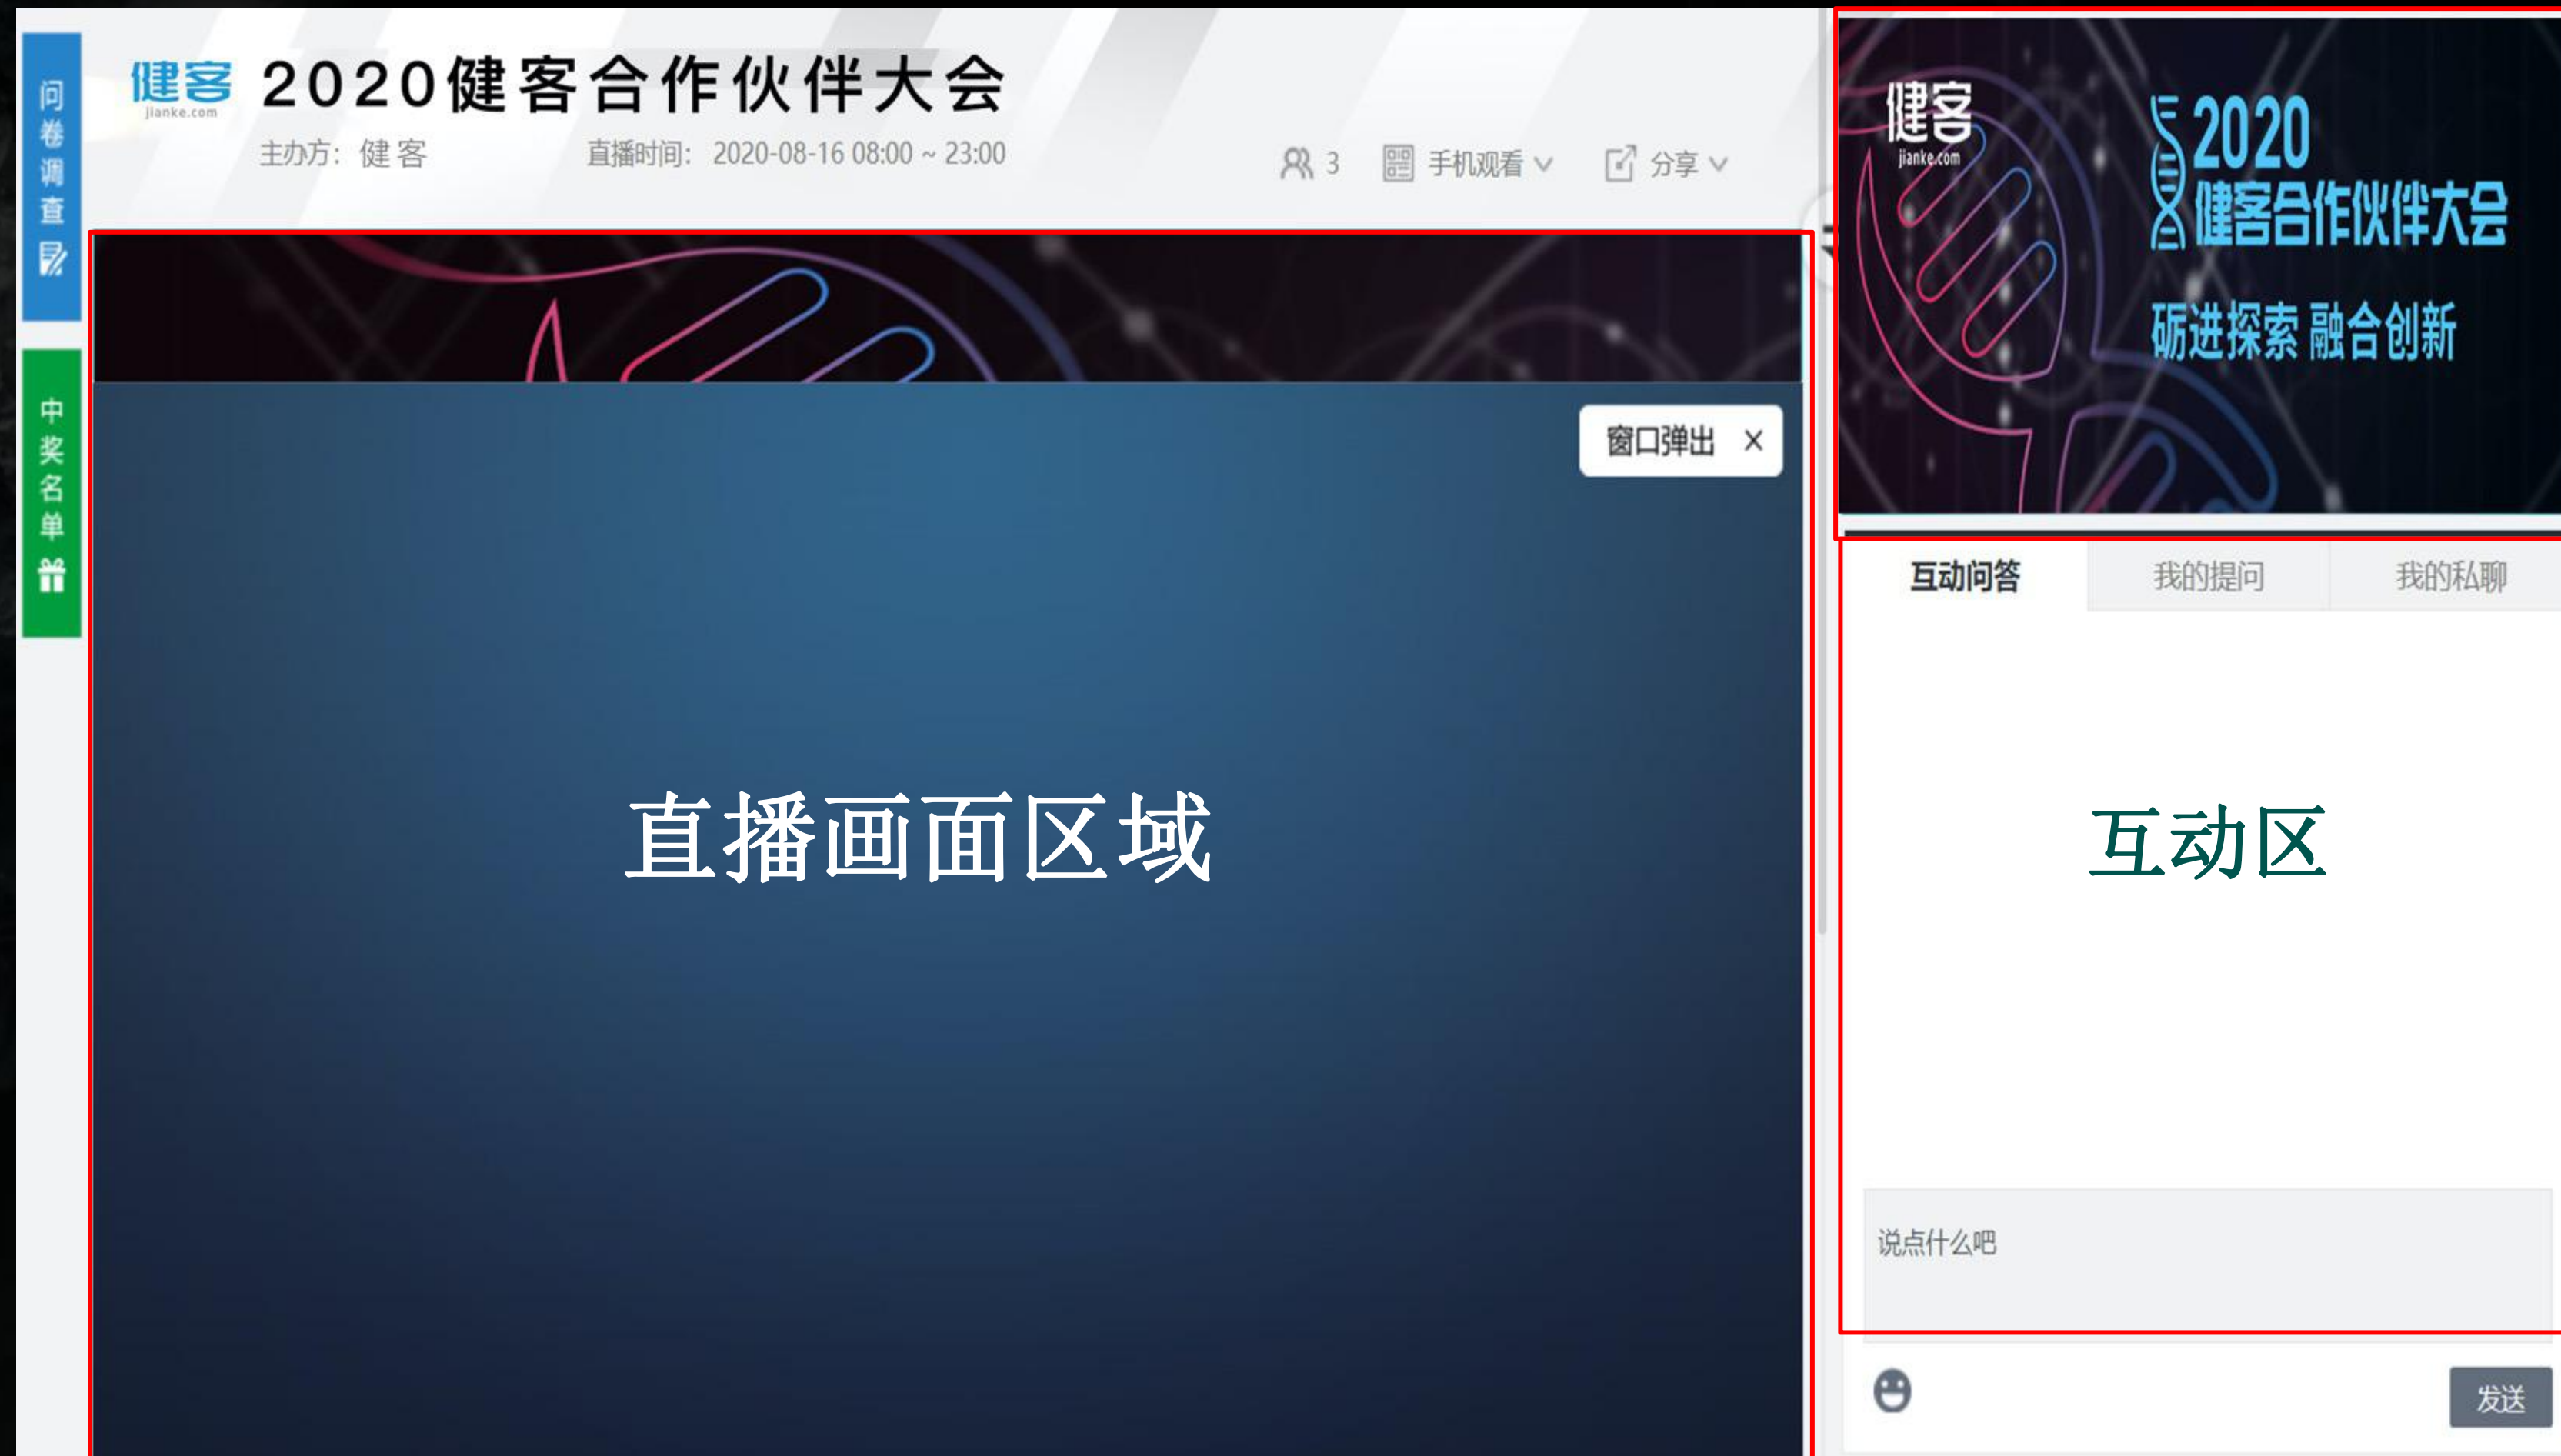 问卷调查
中奖名单
健客
jianke.com
2020健客合作伙伴大会
主办方：健 客
直播时间： 2020-08-16 08:00 ~ 23:00
3
手机观看
分享
窗口弹出 ×
直播画面区域
健客
jianke.com
2020
健客合作伙伴大会
砺进探索 融合创新
互动问答
我的提问
我的私聊
互动区
说点什么吧
发送